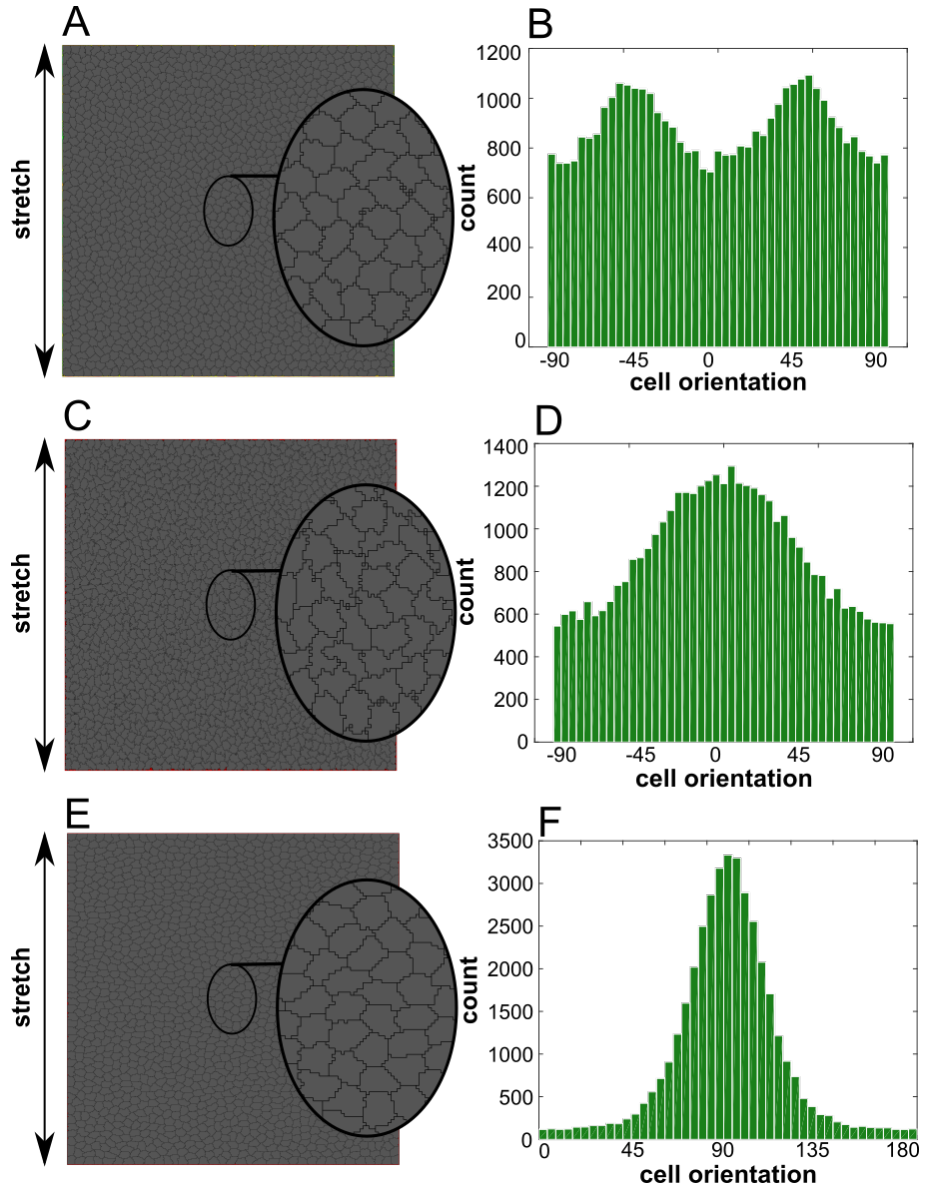 A
B
stretch
count
1200
1000
800
600
400
200
0
-90 -45 0 45 90
cell orientation
C
D
stretch
count
1400
1200
1000
800
600
400
200
0
-90 -45 0 45 90
cell orientation
E
F
stretch
count
3500
3000
2500
2000
1500
1000
500
0
0 45 90 135 180
cell orientation